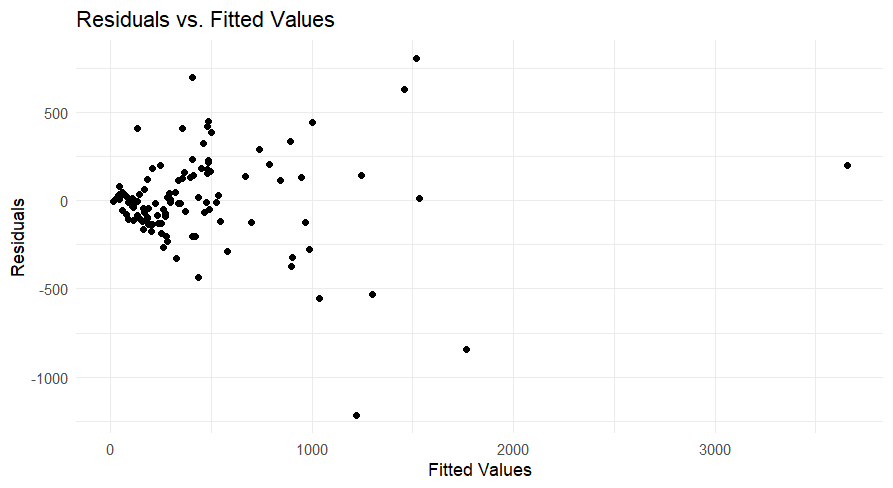 Residuals vs. Fitted Values
500
0
-500
-1000
Residuals
0 1000 2000 3000
Fitted Values